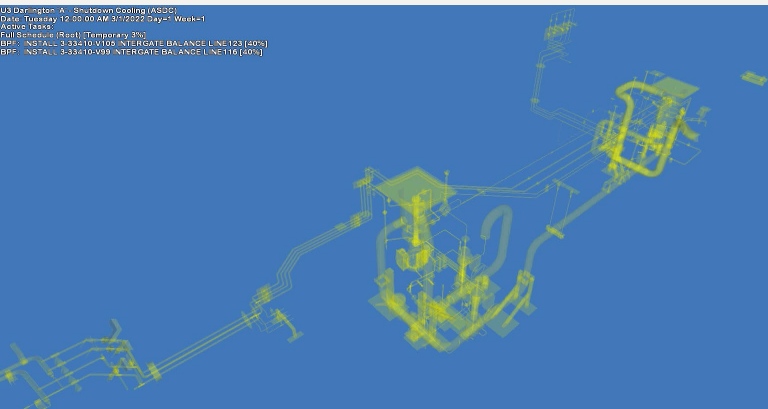 U3 Darlington A: Shutdown Cooling (ASDC)
Date: Tuesday 12:00:00 AM 3/1/2022 Day=1 Week=1
Active Tasks:
Full Schedule (Root) [Temporary 3%]
BPF: INSTALL 3-33410-V105 INTERGATE BALANCE LINE123 [40%]
BPF: INSTALL 3-33410-V99 INTERGATE BALANCE LINE116 [40%]